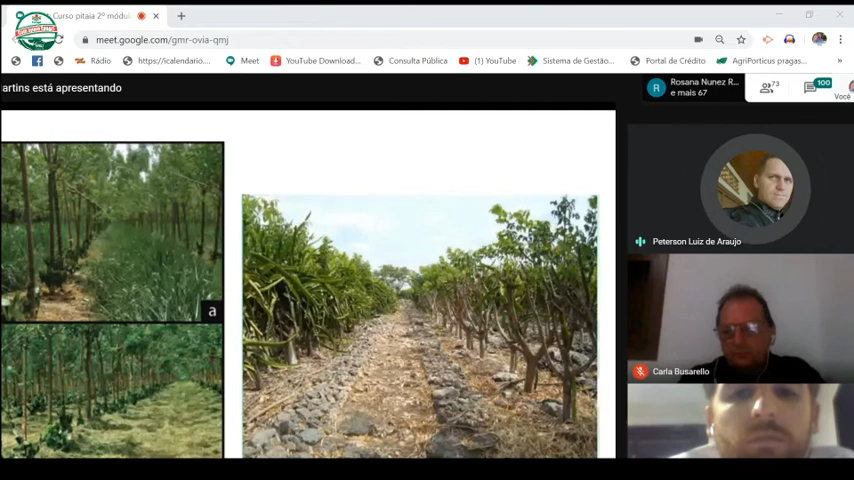 Curso pitaia 2º módul
meet.google.com/gmr-ovia-qmj
Rádio
https://icalendario....
Meet
YouTube Download...
Consulta Pública
(1) YouTube
Sistema de Gestão...
Portal de Crédito
AgriPorticus pragas...
artins está apresentando
R
Rosana Nunez R...
e mais 67
73
100
Você
a
Peterson Luiz de Araujo
Carla Busarello